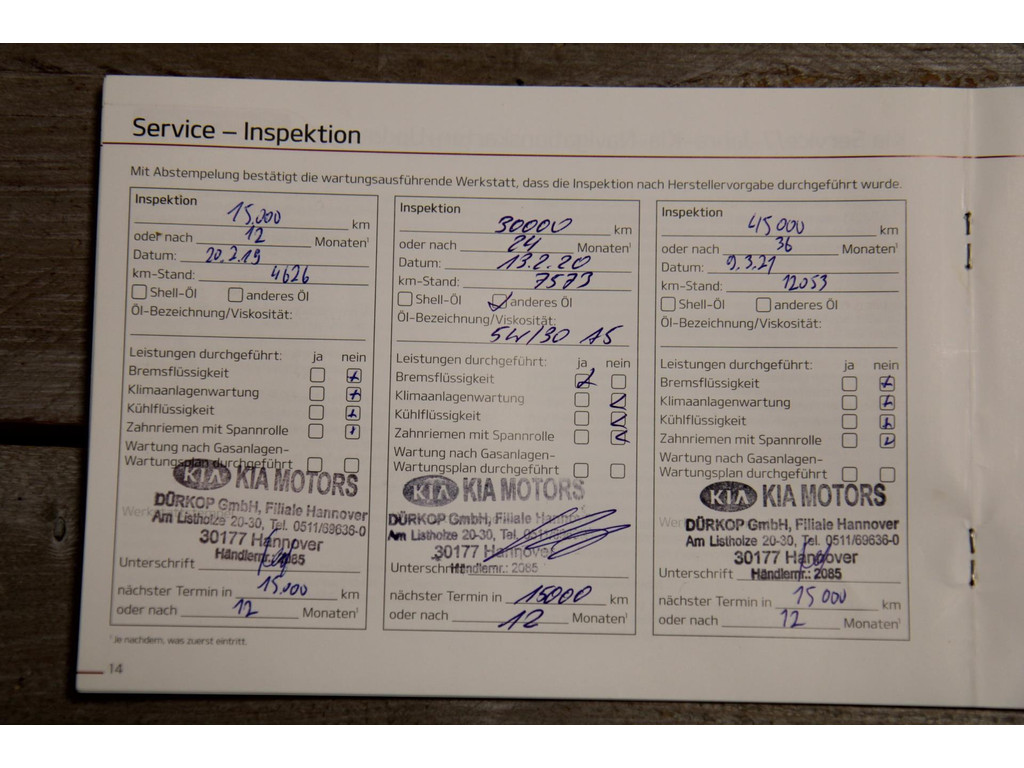 Service – Inspektion
Mit Abstempelung bestätigt die wartungsausführende Werkstatt, dass die Inspektion nach Herstellervorgabe durchgeführt wurde.
Inspektion
15.000 km
oder nach 12 Monaten¹
Datum: 20.2.19
km-Stand: 4626
Shell-Öl anderes Öl
Öl-Bezeichnung/Viskosität:
Leistungen durchgeführt: ja nein
Bremsflüssigkeit
Klimaanlagenwartung
Kühlflüssigkeit
Zahnriemen mit Spannrolle
Wartung nach Gasanlagen-
Wartungsplan durchgeführt
KIA KIA MOTORS
DÜRKOP GmbH, Filiale Hannover
Am Listholze 20-30, Tel. 0511/69636-0
30177 Hannover
Händlernr.: 2085
Unterschrift
nächster Termin in 15.000 km
oder nach 12 Monaten¹
Inspektion
30000 km
oder nach 24 Monaten¹
Datum: 13.2.20
km-Stand: 7573
Shell-Öl anderes Öl
Öl-Bezeichnung/Viskosität:
5W/30 A5
Leistungen durchgeführt: ja nein
Bremsflüssigkeit
Klimaanlagenwartung
Kühlflüssigkeit
Zahnriemen mit Spannrolle
Wartung nach Gasanlagen-
Wartungsplan durchgeführt
KIA KIA MOTORS
DÜRKOP GmbH, Filiale Hannover
Am Listholze 20-30, Tel. 0511/
30177 Hannover
Händlernr.: 2085
Unterschrift
nächster Termin in 15000 km
oder nach 12 Monaten¹
Inspektion
45000 km
oder nach 36 Monaten¹
Datum: 9.3.21
km-Stand: 12053
Shell-Öl anderes Öl
Öl-Bezeichnung/Viskosität:
Leistungen durchgeführt: ja nein
Bremsflüssigkeit
Klimaanlagenwartung
Kühlflüssigkeit
Zahnriemen mit Spannrolle
Wartung nach Gasanlagen-
Wartungsplan durchgeführt
KIA KIA MOTORS
DÜRKOP GmbH, Filiale Hannover
Am Listholze 20-30, Tel. 0511/69636-0
30177 Hannover
Händlernr.: 2085
Unterschrift
nächster Termin in 15000 km
oder nach 12 Monaten¹
¹Je nachdem, was zuerst eintritt.
14